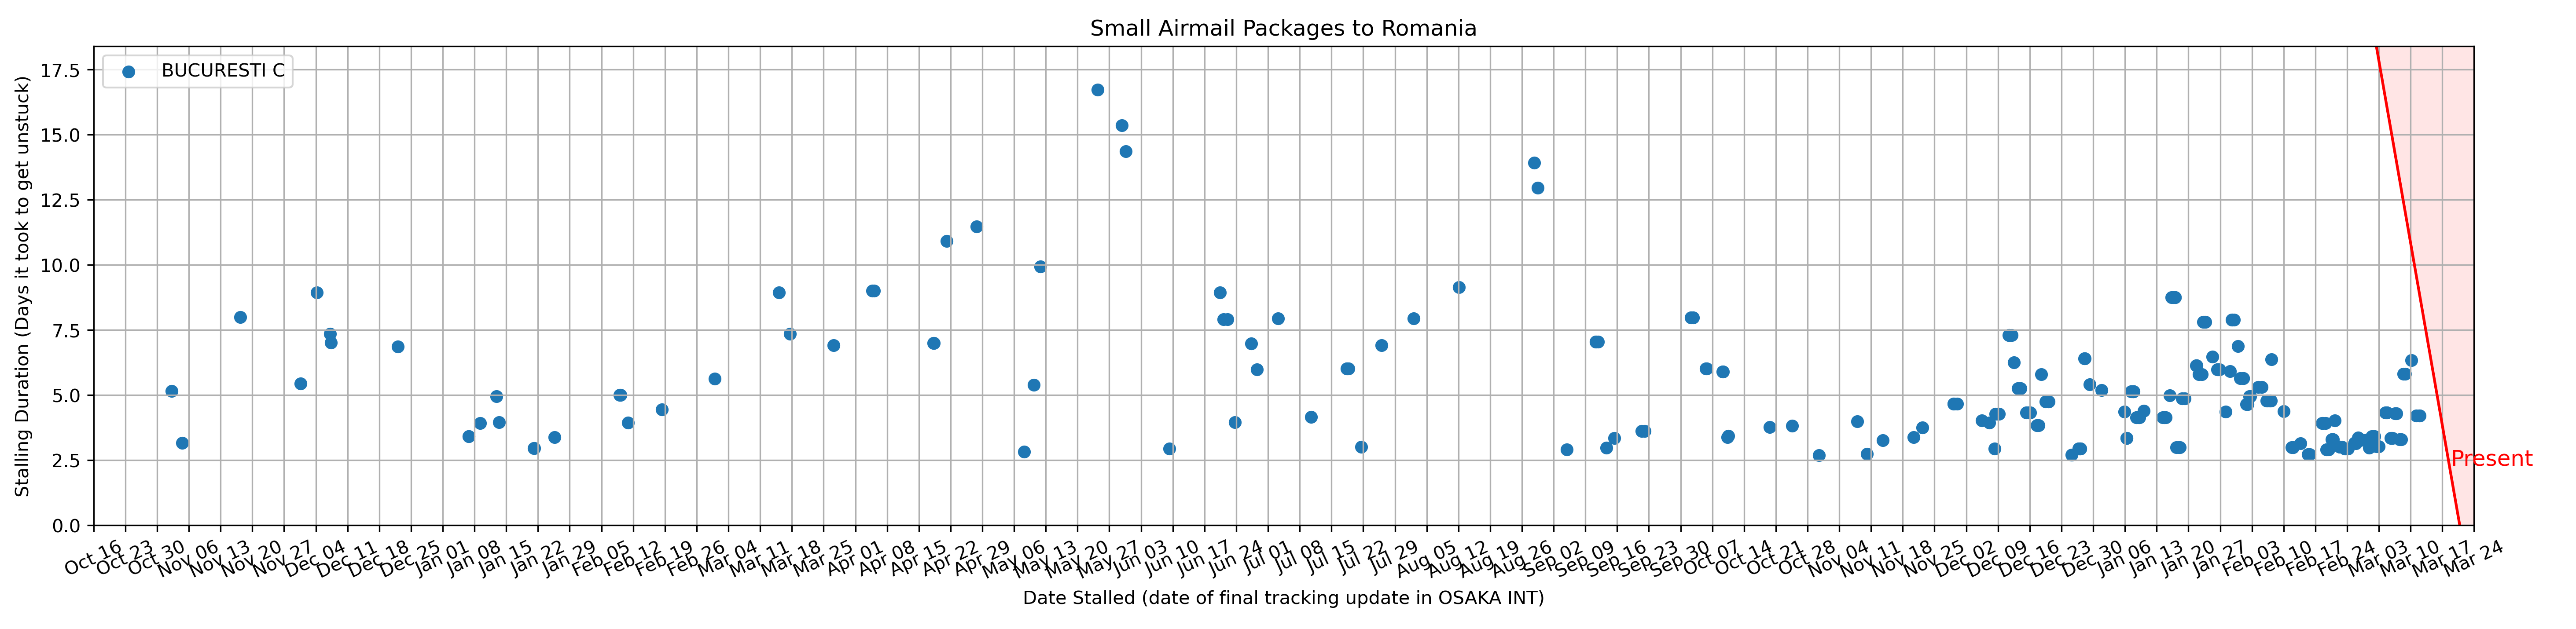 Small Airmail Packages to Romania
BUCURESTI C
Stalling Duration (Days it took to get unstuck)
17.5
15.0
12.5
10.0
7.5
5.0
2.5
0.0
Present
Oct 16 Oct 23 Oct 30 Nov 06 Nov 13 Nov 20 Nov 27 Dec 04 Dec 11 Dec 18 Dec 25 Jan 01 Jan 08 Jan 15 Jan 22 Jan 29 Feb 05 Feb 12 Feb 19 Feb 26 Mar 04 Mar 11 Mar 18 Mar 25 Apr 01 Apr 08 Apr 15 Apr 22 Apr 29 May 06 May 13 May 20 May 27 Jun 03 Jun 10 Jun 17 Jun 24 Jul 01 Jul 08 Jul 15 Jul 22 Jul 29 Aug 05 Aug 12 Aug 19 Aug 26 Sep 02 Sep 09 Sep 16 Sep 23 Sep 30 Oct 07 Oct 14 Oct 21 Oct 28 Nov 04 Nov 11 Nov 18 Nov 25 Dec 02 Dec 09 Dec 16 Dec 23 Dec 30 Jan 06 Jan 13 Jan 20 Jan 27 Feb 03 Feb 10 Feb 17 Feb 24 Mar 03 Mar 10 Mar 17 Mar 24
Date Stalled (date of final tracking update in OSAKA INT)